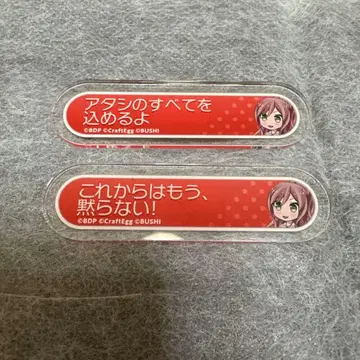 アタシのすべてを
込めるよ
©BDP ©CraftEgg ©BUSHI
これからはもう、
黙らない!
©BDP ©CraftEgg ©BUSHI